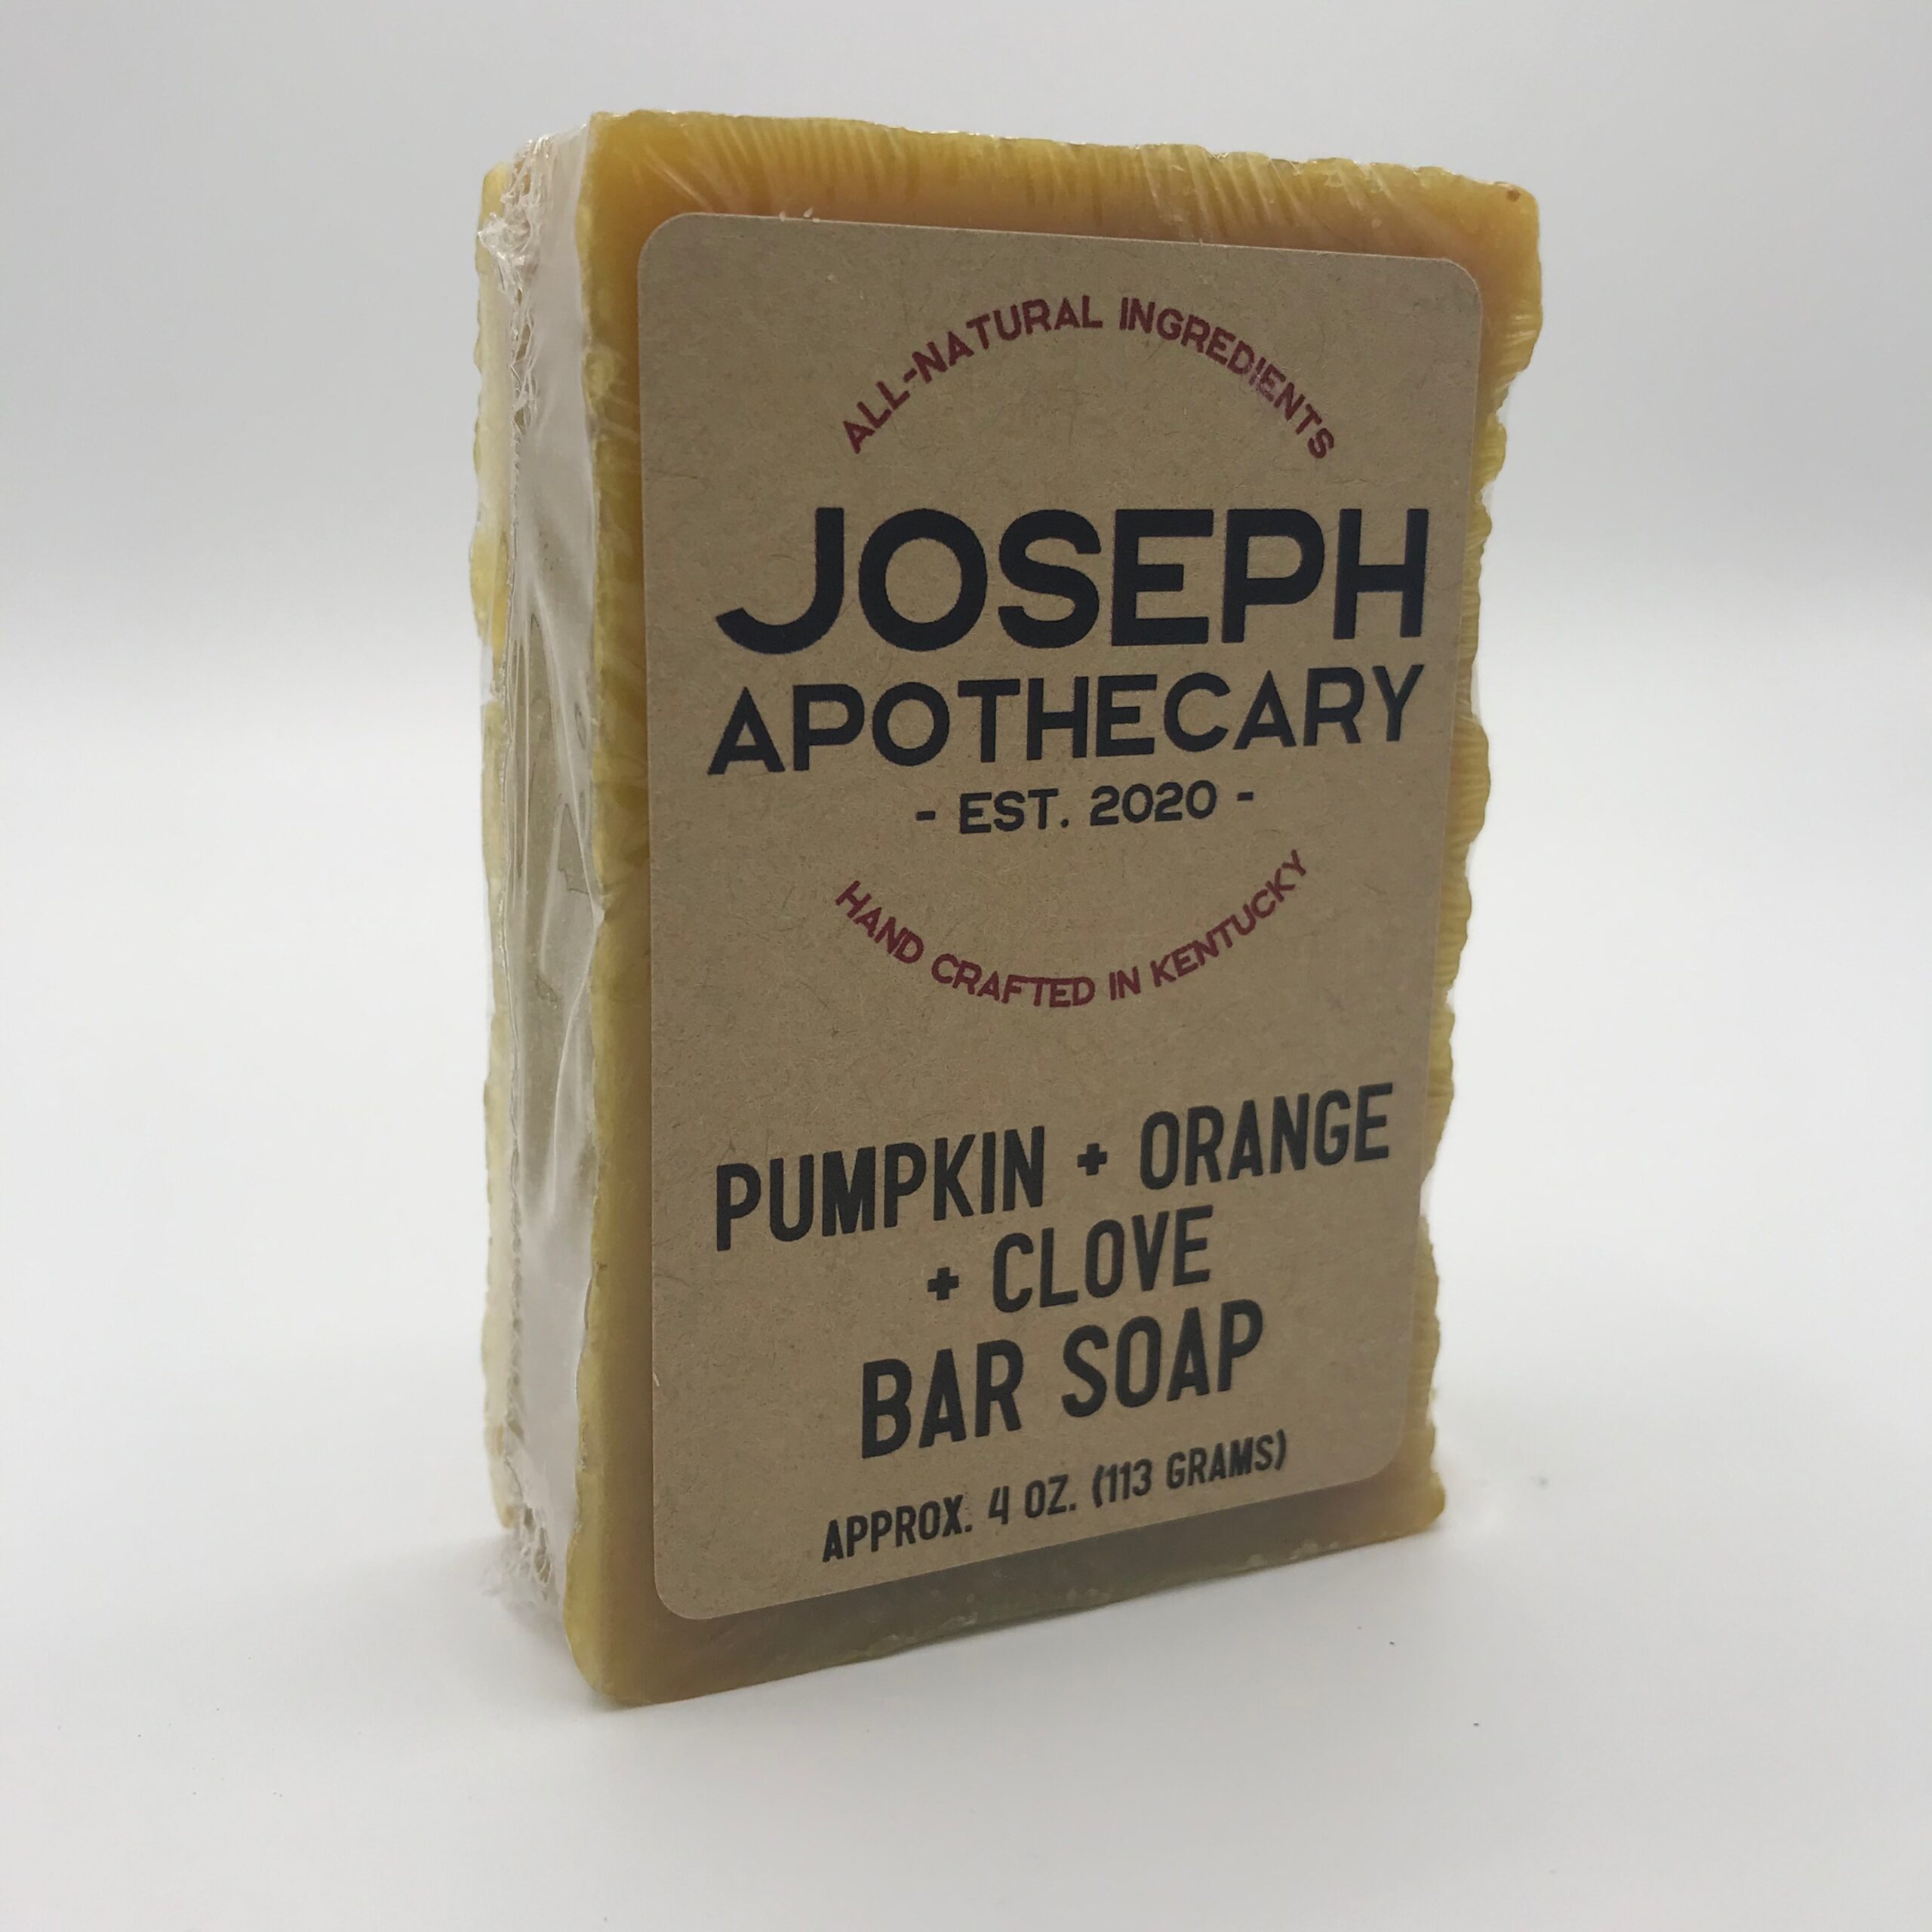 ALL-NATURAL INGREDIENTS
JOSEPH
APOTHECARY
- EST. 2020 -
HAND CRAFTED IN KENTUCKY
PUMPKIN + ORANGE
+ CLOVE
BAR SOAP
APPROX. 4 OZ. (113 GRAMS)